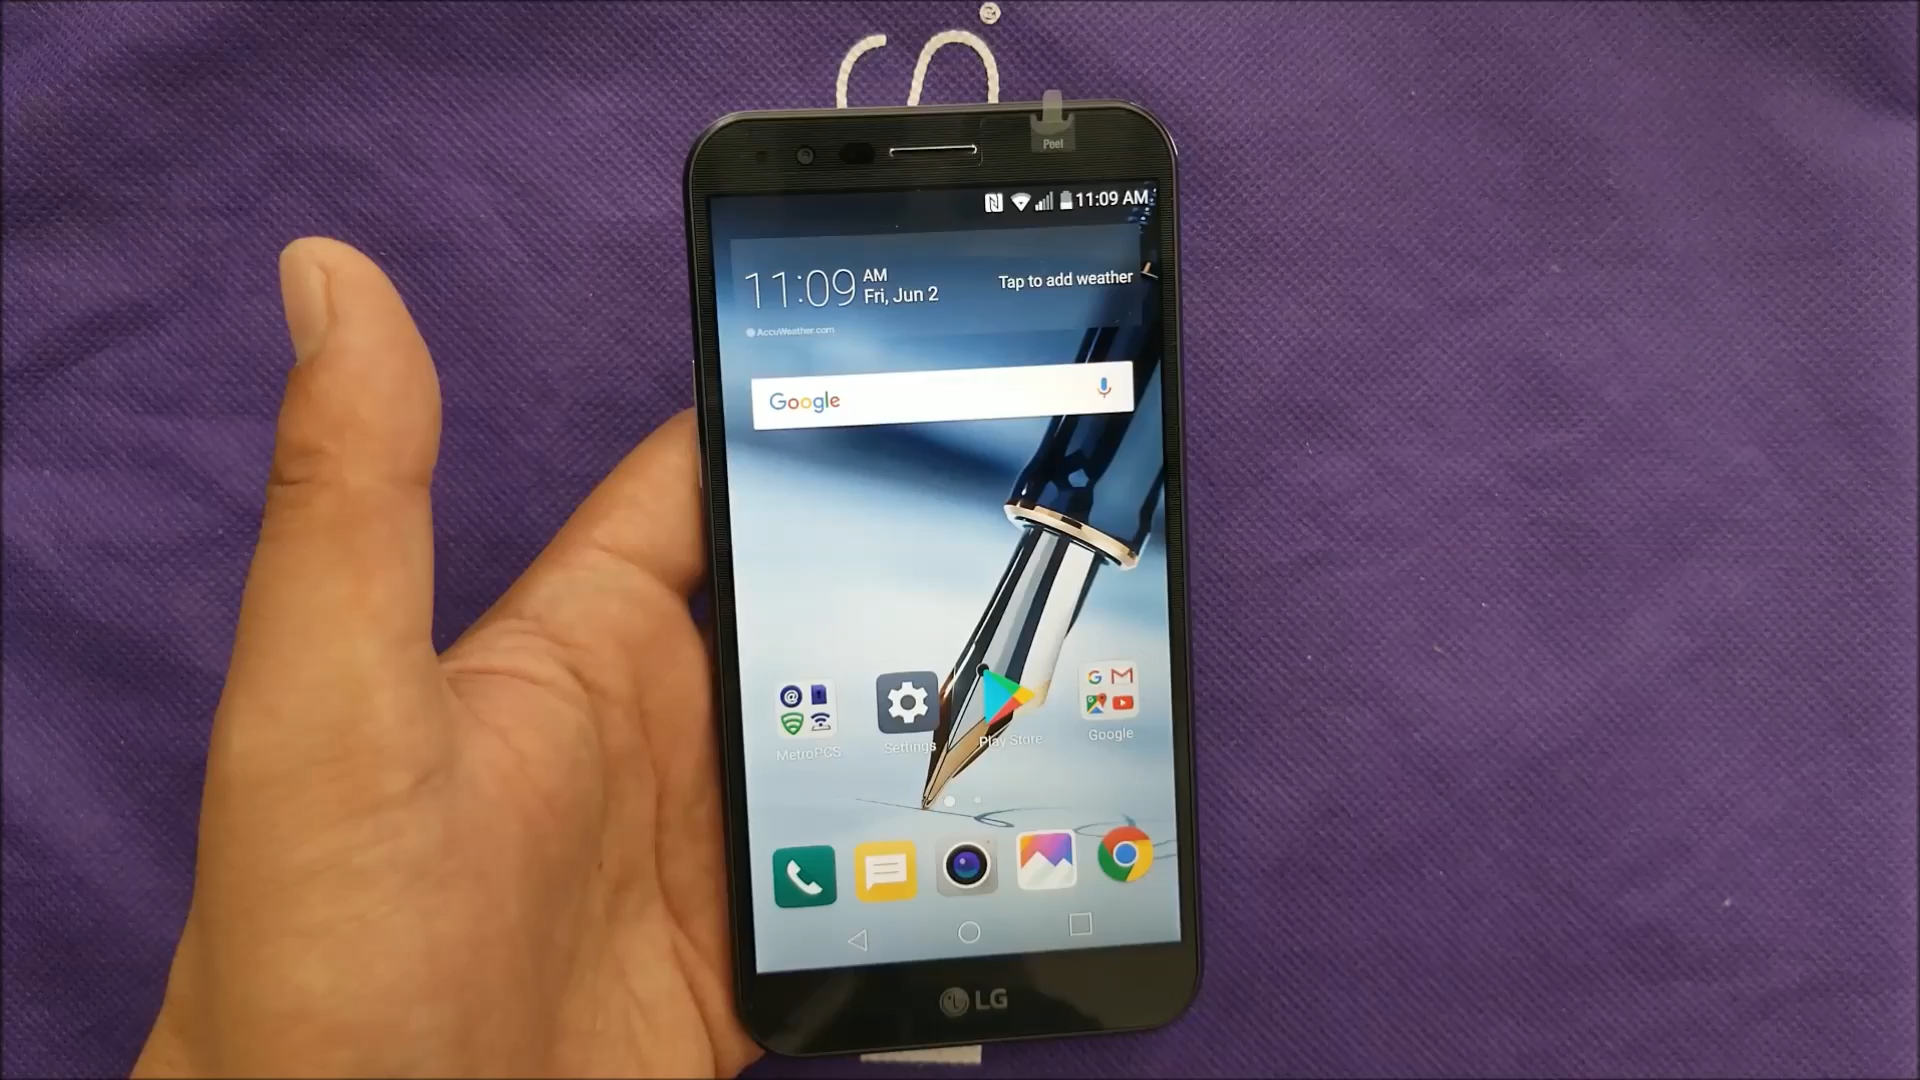 Peel
11:09 AM
11:09 AM
Fri, Jun 2
Tap to add weather
AccuWeather.com
Google
MetroPCS
Settings
Play Store
Google
LG